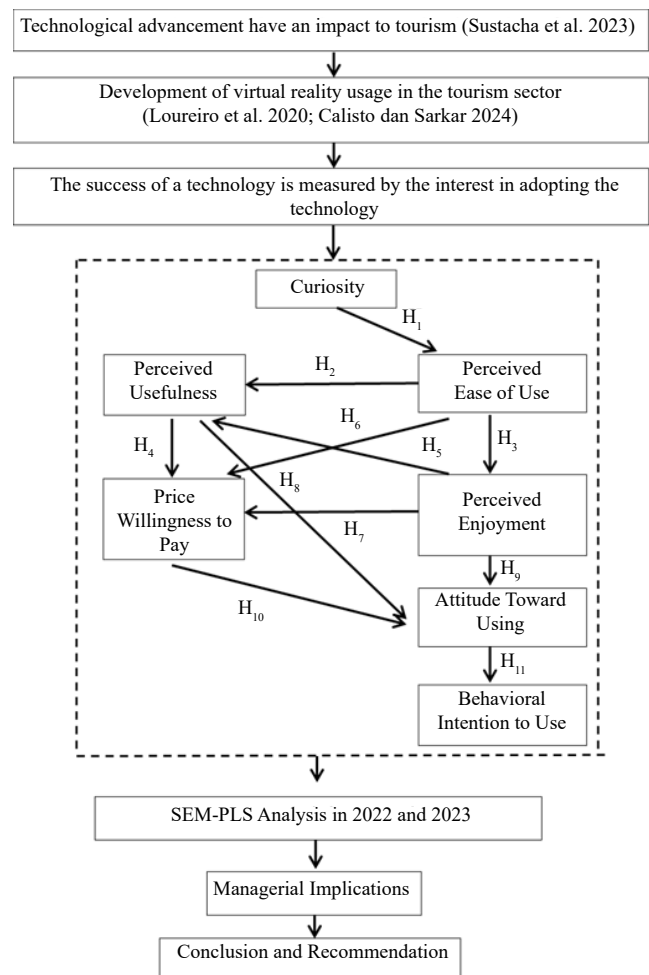 Technological advancement have an impact to tourism (Sustacha et al. 2023)
Development of virtual reality usage in the tourism sector
(Loureiro et al. 2020; Calisto dan Sarkar 2024)
The success of a technology is measured by the interest in adopting the
technology
Curiosity
H₁
Perceived
Usefulness
H₂
Perceived
Ease of Use
H₆
H₄
H₅
H₃
H₈
Price
Willingness to
Pay
Perceived
Enjoyment
H₇
H₉
H₁₀
Attitude Toward
Using
H₁₁
Behavioral
Intention to Use
SEM-PLS Analysis in 2022 and 2023
Managerial Implications
Conclusion and Recommendation